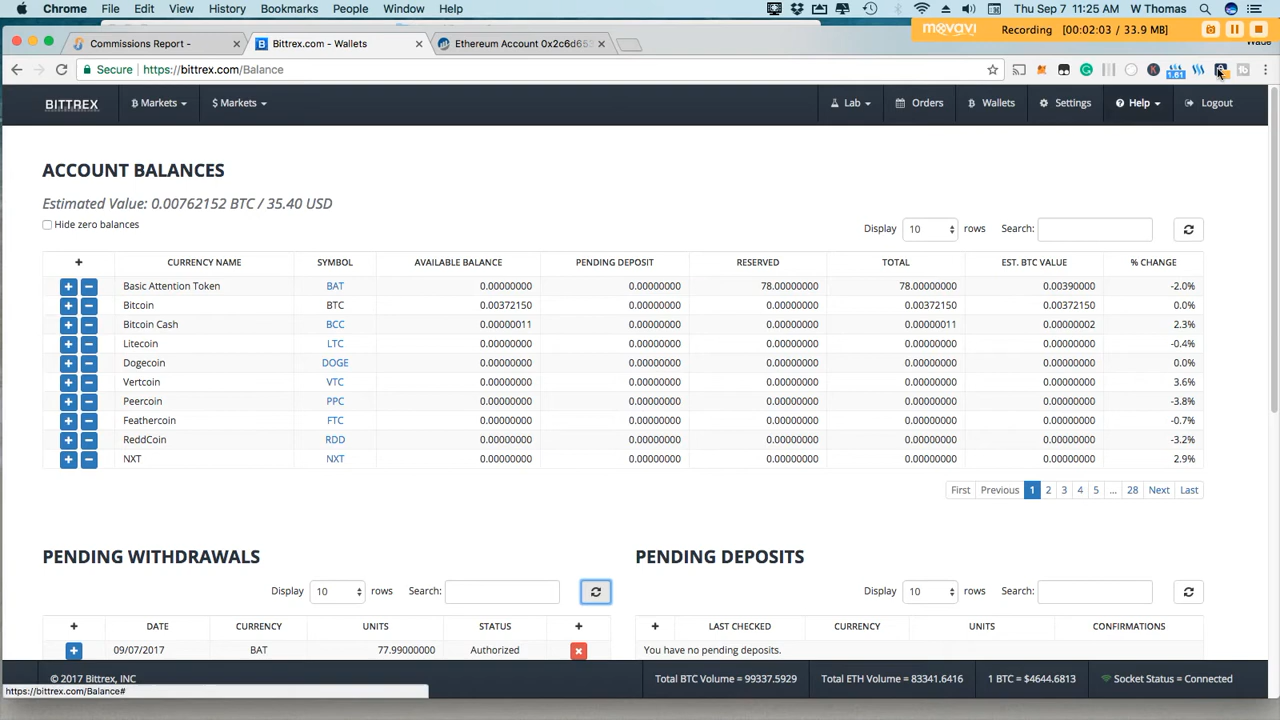 Chrome File Edit View History Bookmarks People Window Help Thu Sep 7 11:25 AM W Thomas
movavi Recording [ 00:02:03 / 33.9 MB ]
Commissions Report - Bittrex.com - Wallets Ethereum Account 0x2c6d653
Secure https://bittrex.com/Balance 1.61
BITTREX Markets $ Markets Lab Orders Wallets Settings Help Logout
ACCOUNT BALANCES
Estimated Value: 0.00762152 BTC / 35.40 USD
Hide zero balances
Display 10 rows Search:
+ CURRENCY NAME SYMBOL AVAILABLE BALANCE PENDING DEPOSIT RESERVED TOTAL EST. BTC VALUE % CHANGE
Basic Attention Token BAT 0.00000000 0.00000000 78.00000000 78.00000000 0.00390000 -2.0%
Bitcoin BTC 0.00372150 0.00000000 0.00000000 0.00372150 0.00372150 0.0%
Bitcoin Cash BCC 0.00000011 0.00000000 0.00000000 0.00000011 0.00000002 2.3%
Litecoin LTC 0.00000000 0.00000000 0.00000000 0.00000000 0.00000000 -0.4%
Dogecoin DOGE 0.00000000 0.00000000 0.00000000 0.00000000 0.00000000 0.0%
Vertcoin VTC 0.00000000 0.00000000 0.00000000 0.00000000 0.00000000 3.6%
Peercoin PPC 0.00000000 0.00000000 0.00000000 0.00000000 0.00000000 -3.8%
Feathercoin FTC 0.00000000 0.00000000 0.00000000 0.00000000 0.00000000 -0.7%
ReddCoin RDD 0.00000000 0.00000000 0.00000000 0.00000000 0.00000000 -3.2%
NXT NXT 0.00000000 0.00000000 0.00000000 0.00000000 0.00000000 2.9%
First Previous 1 2 3 4 5 ... 28 Next Last
PENDING WITHDRAWALS PENDING DEPOSITS
Display 10 rows Search: Display 10 rows Search:
+ DATE CURRENCY UNITS STATUS + + LAST CHECKED CURRENCY UNITS CONFIRMATIONS
09/07/2017 BAT 77.99000000 Authorized You have no pending deposits.
© 2017 Bittrex, INC Total BTC Volume = 99337.5929 Total ETH Volume = 83341.6416 1 BTC = $4644.6813 Socket Status = Connected
https://bittrex.com/Balance#